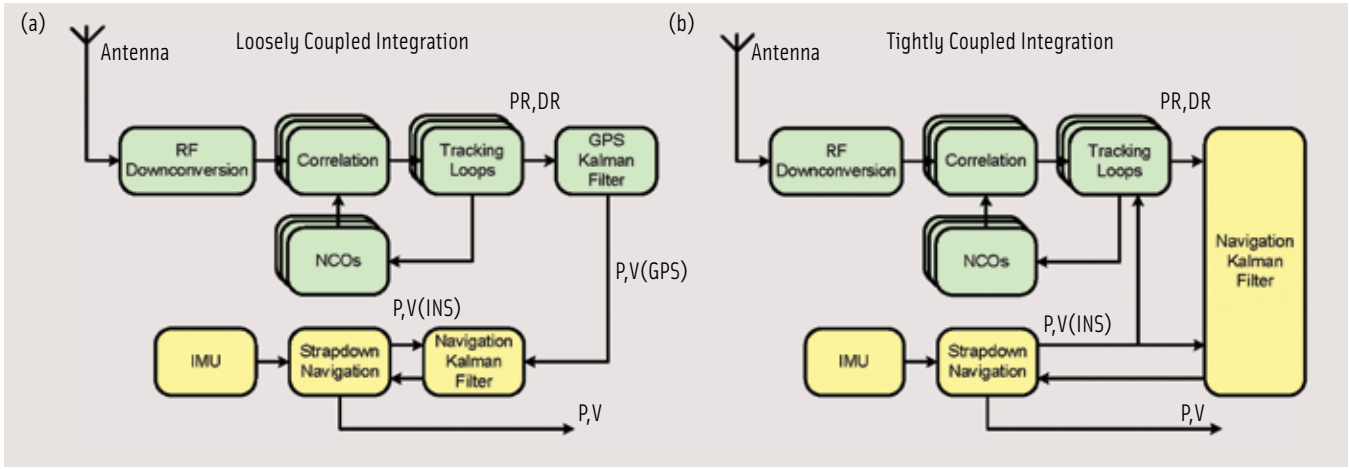 (a)
Loosely Coupled Integration
Antenna
PR,DR
RF
Downconversion
Correlation
Tracking
Loops
GPS
Kalman
Filter
NCOs
P,V(GPS)
P,V(INS)
IMU
Strapdown
Navigation
Navigation
Kalman
Filter
P,V
(b)
Tightly Coupled Integration
Antenna
PR,DR
RF
Downconversion
Correlation
Tracking
Loops
NCOs
Navigation
Kalman
Filter
P,V(INS)
IMU
Strapdown
Navigation
P,V